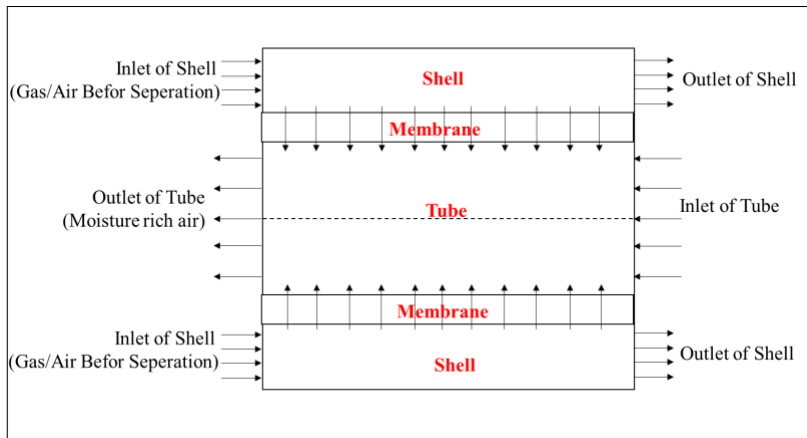 Inlet of Shell
(Gas/Air Befor Seperation)
Shell
Outlet of Shell
Membrane
Outlet of Tube
(Moisture rich air)
Tube
Inlet of Tube
Membrane
Inlet of Shell
(Gas/Air Befor Seperation)
Shell
Outlet of Shell